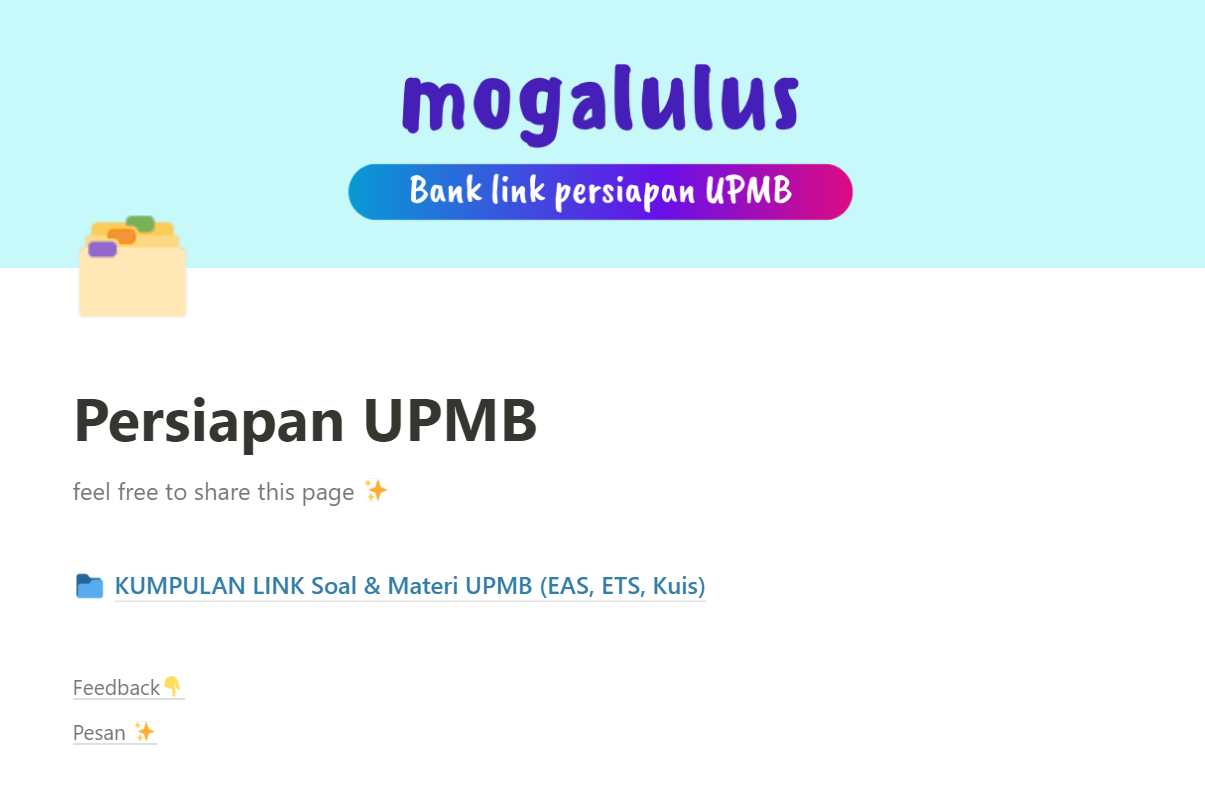 mogalulus
Bank link persiapan UPMB
Persiapan UPMB
feel free to share this page ✨
KUMPULAN LINK Soal & Materi UPMB (EAS, ETS, Kuis)
Feedback👇
Pesan ✨